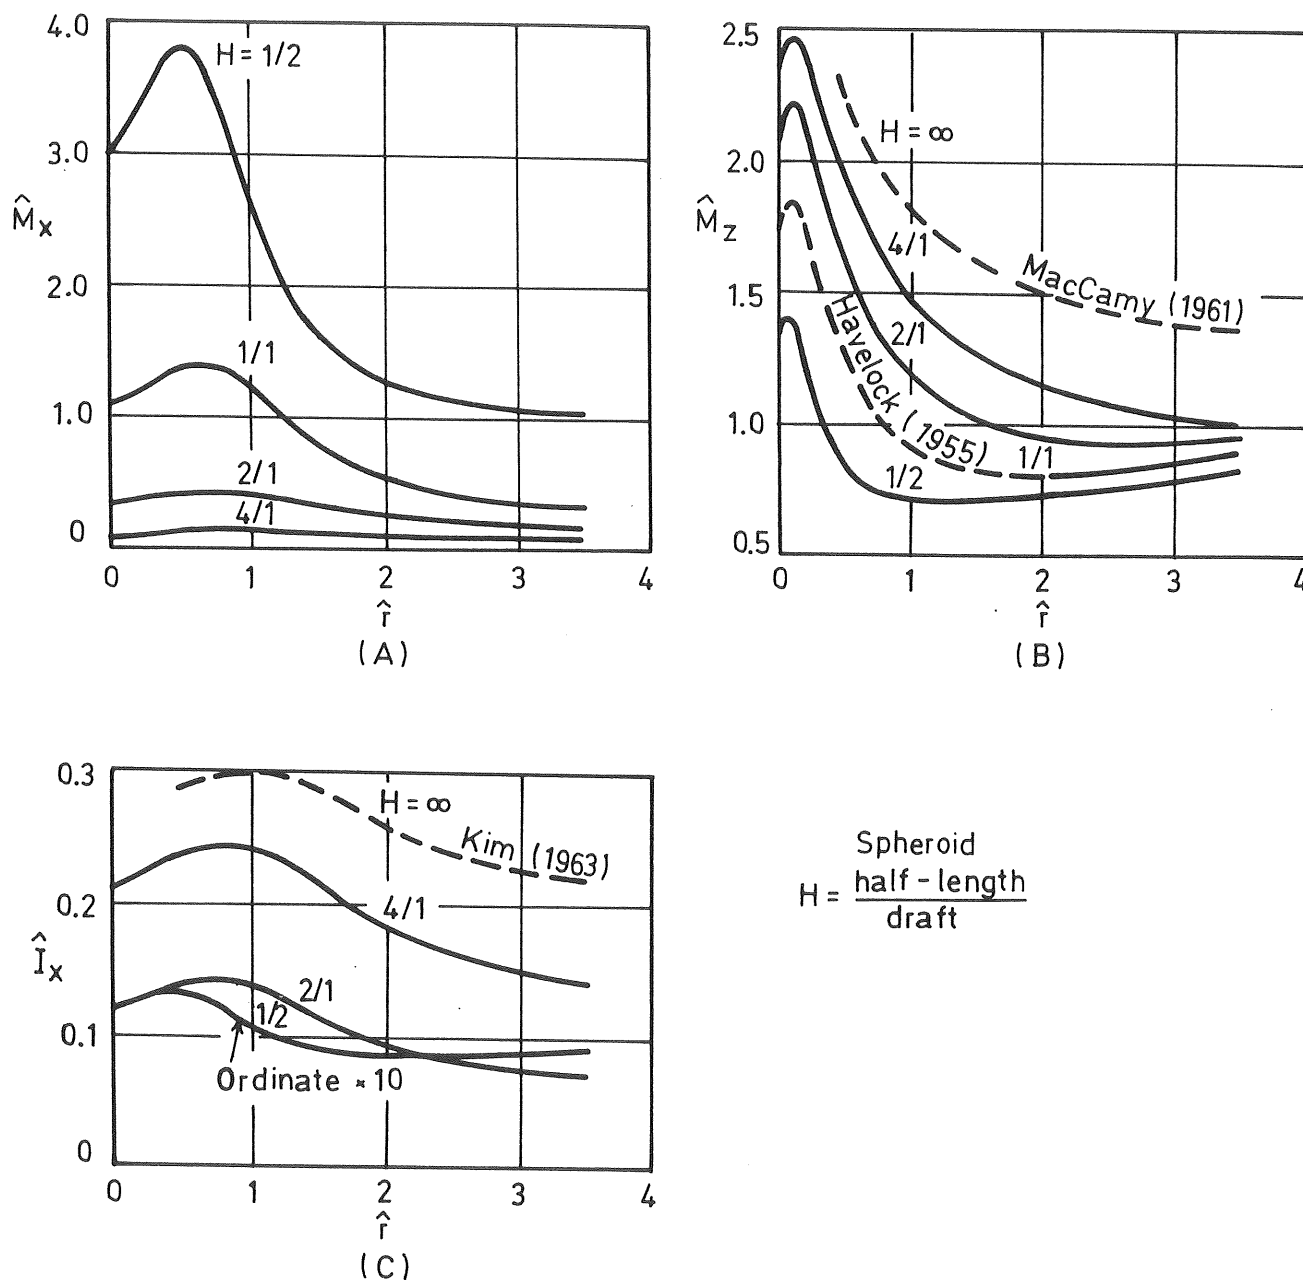 4.0
H = 1/2
3.0
M̂x
2.0
1/1
1.0
2/1
4/1
0
0 1 2 3 4
r̂
(A)
2.5
H = ∞
2.0
M̂z
4/1
MacCamy (1961)
1.5
Havelock (1955)
2/1
1.0
1/1
1/2
0.5
0 1 2 3 4
r̂
(B)
0.3
H = ∞
Kim (1963)
0.2
4/1
Îx
2/1
1/2
0.1
Ordinate × 10
0
0 1 2 3 4
r̂
(C)
Spheroid
H = half-length
draft